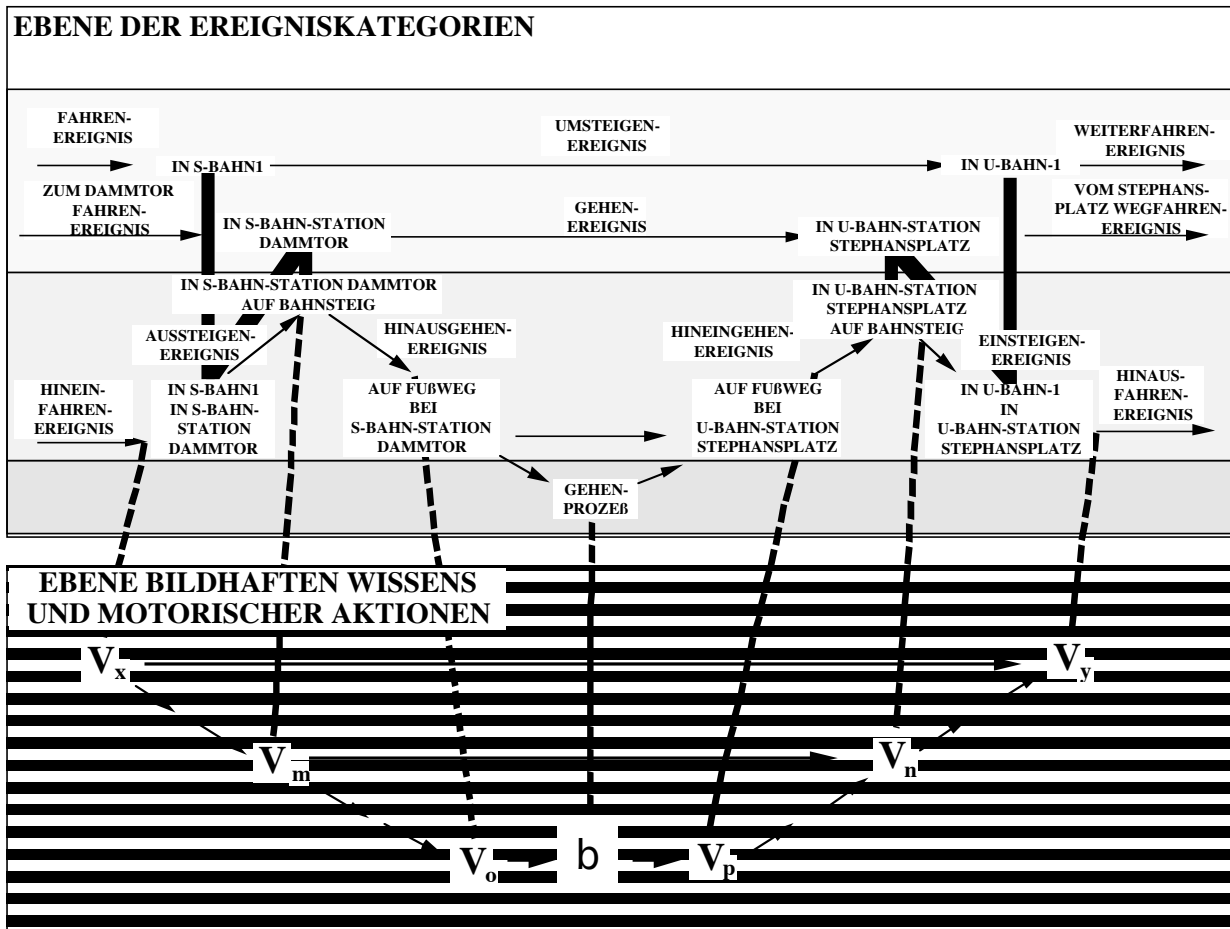 EBENE DER EREIGNISKATEGORIEN
FAHREN-
EREIGNIS
UMSTEIGEN-
EREIGNIS
WEITERFAHREN-
EREIGNIS
IN S-BAHN1
IN U-BAHN-1
ZUM DAMMTOR
FAHREN-
EREIGNIS
IN S-BAHN-STATION
DAMMTOR
GEHEN-
EREIGNIS
IN U-BAHN-STATION
STEPHANSPLATZ
VOM STEPHANS-
PLATZ WEGFAHREN-
EREIGNIS
IN S-BAHN-STATION DAMMTOR
AUF BAHNSTEIG
IN U-BAHN-STATION
STEPHANSPLATZ
AUF BAHNSTEIG
AUSSTEIGEN-
EREIGNIS
HINAUSGEHEN-
EREIGNIS
HINEINGEHEN-
EREIGNIS
EINSTEIGEN-
EREIGNIS
HINEIN-
FAHREN-
EREIGNIS
IN S-BAHN1
IN S-BAHN-
STATION
DAMMTOR
AUF FUßWEG
BEI
S-BAHN-STATION
DAMMTOR
AUF FUßWEG
BEI
U-BAHN-STATION
STEPHANSPLATZ
IN U-BAHN-1
IN
U-BAHN-STATION
STEPHANSPLATZ
HINAUS-
FAHREN-
EREIGNIS
GEHEN-
PROZEß
EBENE BILDHAFTEN WISSENS
UND MOTORISCHER AKTIONEN
Vx
Vy
Vm
Vn
Vo
b
Vp